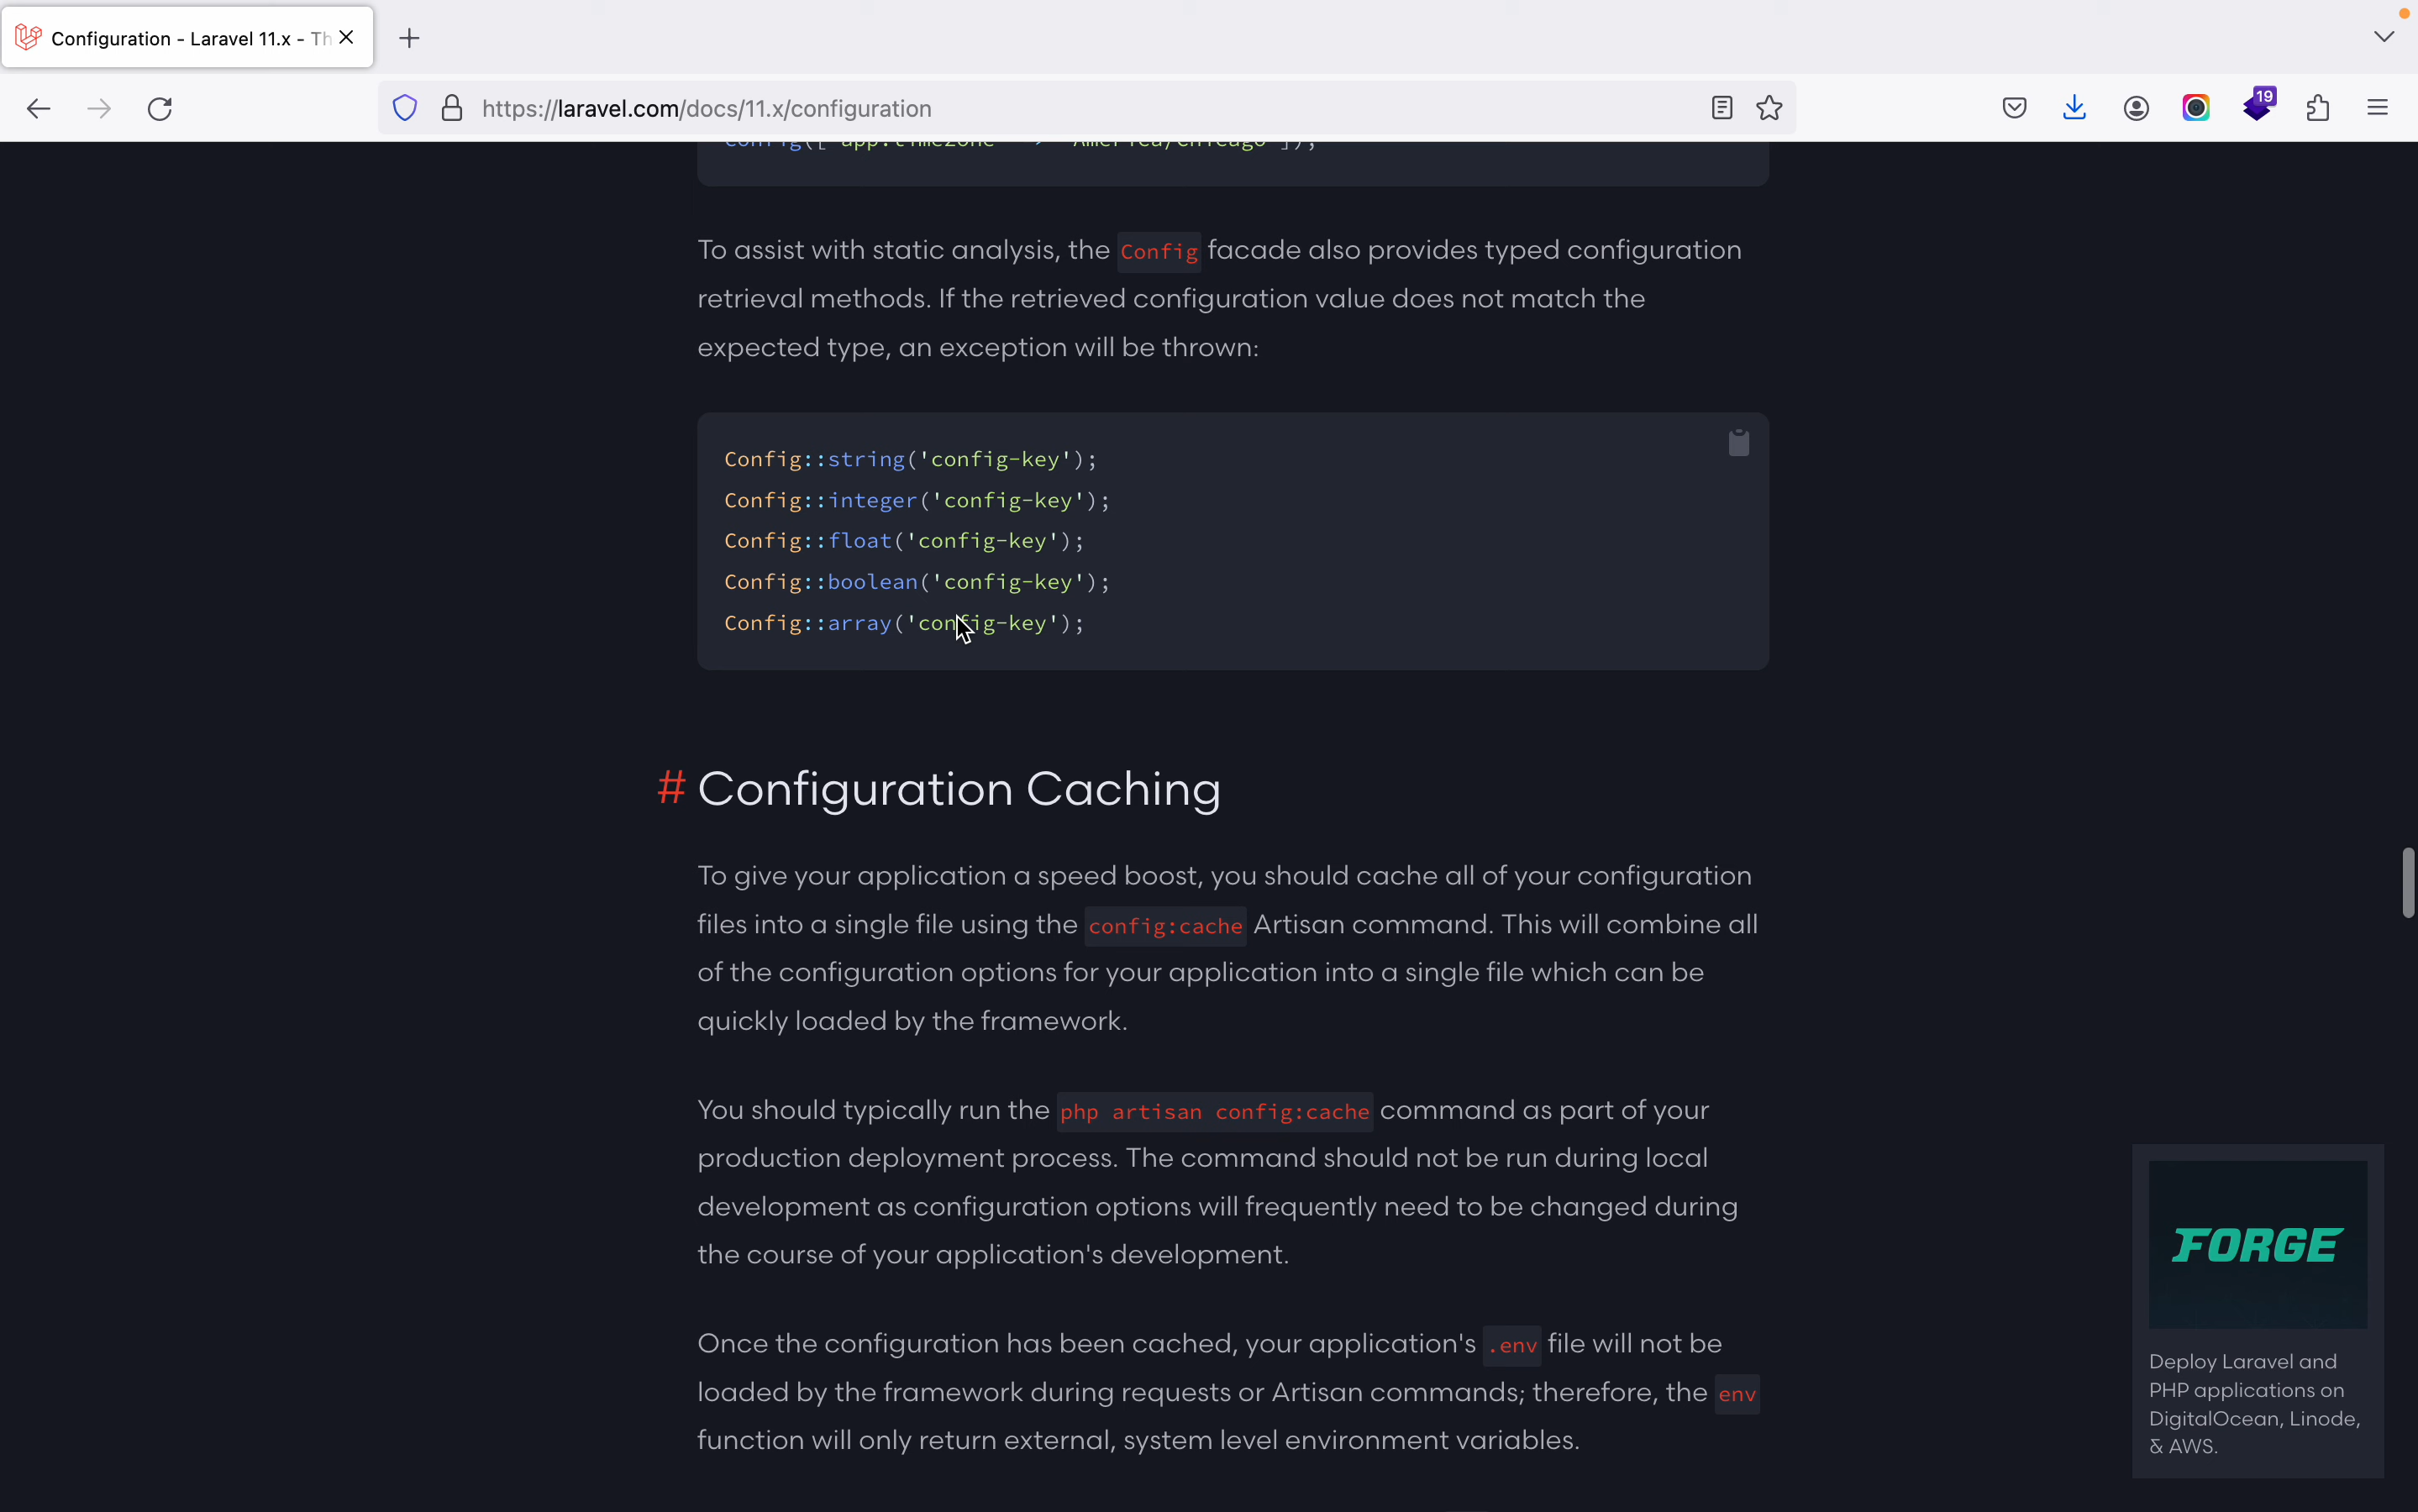 Configuration - Laravel 11.x - Th
https://laravel.com/docs/11.x/configuration
19
config(['app.timezone' => 'America/Chicago']);
To assist with static analysis, the Config facade also provides typed configuration
retrieval methods. If the retrieved configuration value does not match the
expected type, an exception will be thrown:
Config::string('config-key');
Config::integer('config-key');
Config::float('config-key');
Config::boolean('config-key');
Config::array('config-key');
# Configuration Caching
To give your application a speed boost, you should cache all of your configuration
files into a single file using the config:cache Artisan command. This will combine all
of the configuration options for your application into a single file which can be
quickly loaded by the framework.
You should typically run the php artisan config:cache command as part of your
production deployment process. The command should not be run during local
development as configuration options will frequently need to be changed during
the course of your application's development.
Once the configuration has been cached, your application's .env file will not be
loaded by the framework during requests or Artisan commands; therefore, the env
function will only return external, system level environment variables.
FORGE
Deploy Laravel and
PHP applications on
DigitalOcean, Linode,
& AWS.